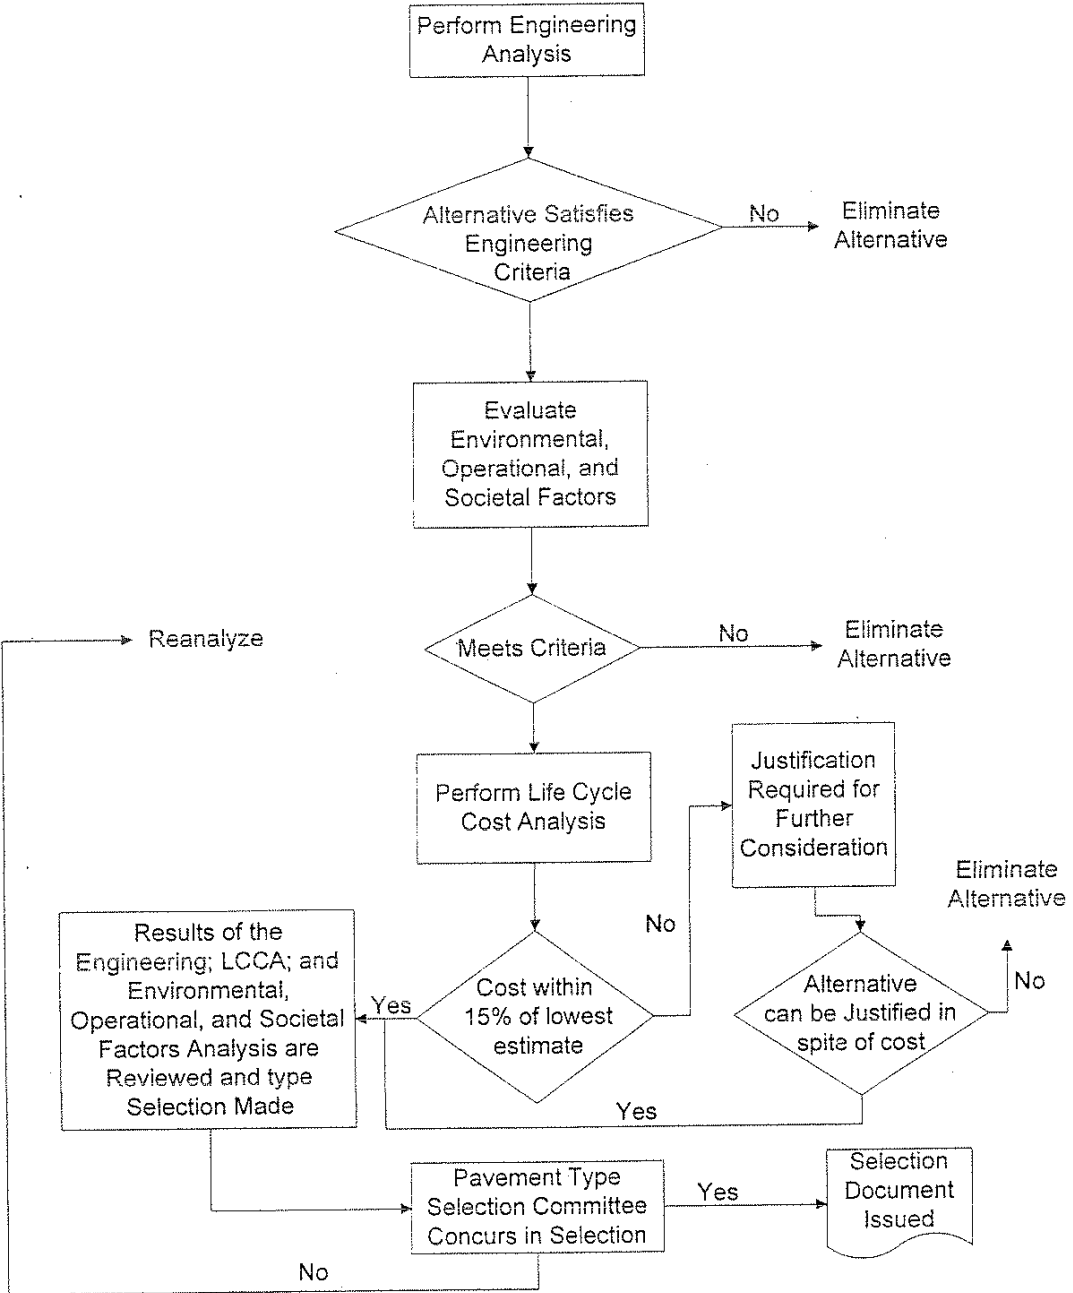 Perform Engineering
Analysis
Alternative Satisfies
Engineering
Criteria
No
Eliminate
Alternative
Evaluate
Environmental,
Operational, and
Societal Factors
Reanalyze
Meets Criteria
No
Eliminate
Alternative
Perform Life Cycle
Cost Analysis
Justification
Required for
Further
Consideration
Eliminate
Alternative
No
Results of the
Engineering; LCCA; and
Environmental,
Operational, and Societal
Factors Analysis are
Reviewed and type
Selection Made
Yes
Cost within
15% of lowest
estimate
Alternative
can be Justified in
spite of cost
No
Yes
Pavement Type
Selection Committee
Concurs in Selection
Yes
Selection
Document
Issued
No